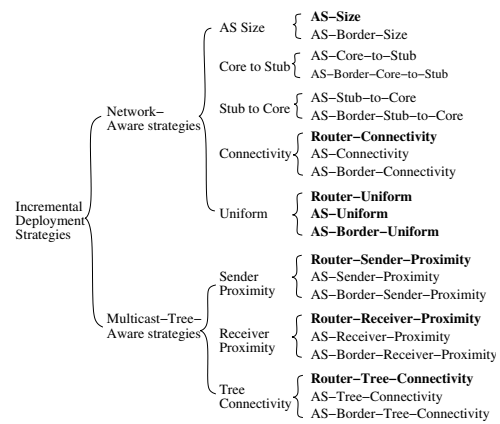 Incremental
Deployment
Strategies
Network–
Aware strategies
AS Size
AS–Size
AS–Border–Size
Core to Stub
AS–Core–to–Stub
AS–Border–Core–to–Stub
Stub to Core
AS–Stub–to–Core
AS–Border–Stub–to–Core
Connectivity
Router–Connectivity
AS–Connectivity
AS–Border–Connectivity
Uniform
Router–Uniform
AS–Uniform
AS–Border–Uniform
Multicast–Tree–
Aware strategies
Sender
Proximity
Router–Sender–Proximity
AS–Sender–Proximity
AS–Border–Sender–Proximity
Receiver
Proximity
Router–Receiver–Proximity
AS–Receiver–Proximity
AS–Border–Receiver–Proximity
Tree
Connectivity
Router–Tree–Connectivity
AS–Tree–Connectivity
AS–Border–Tree–Connectivity